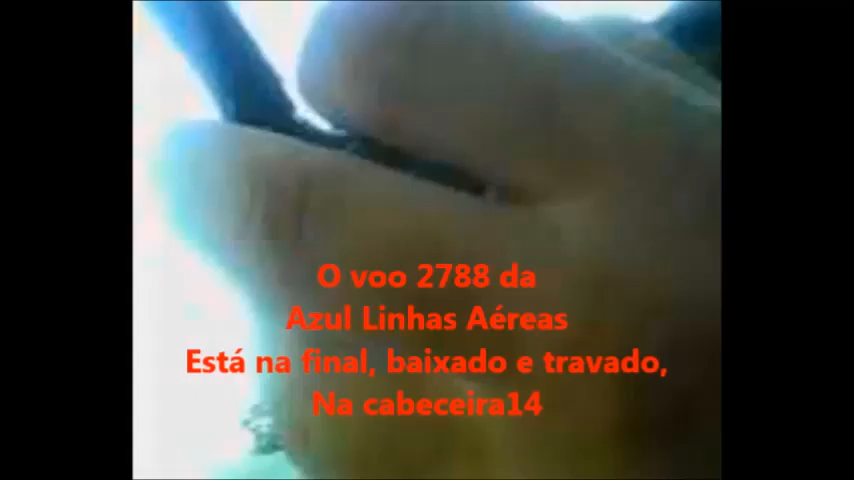 O voo 2788 da
Azul Linhas Aéreas
Está na final, baixado e travado,
Na cabeceira14